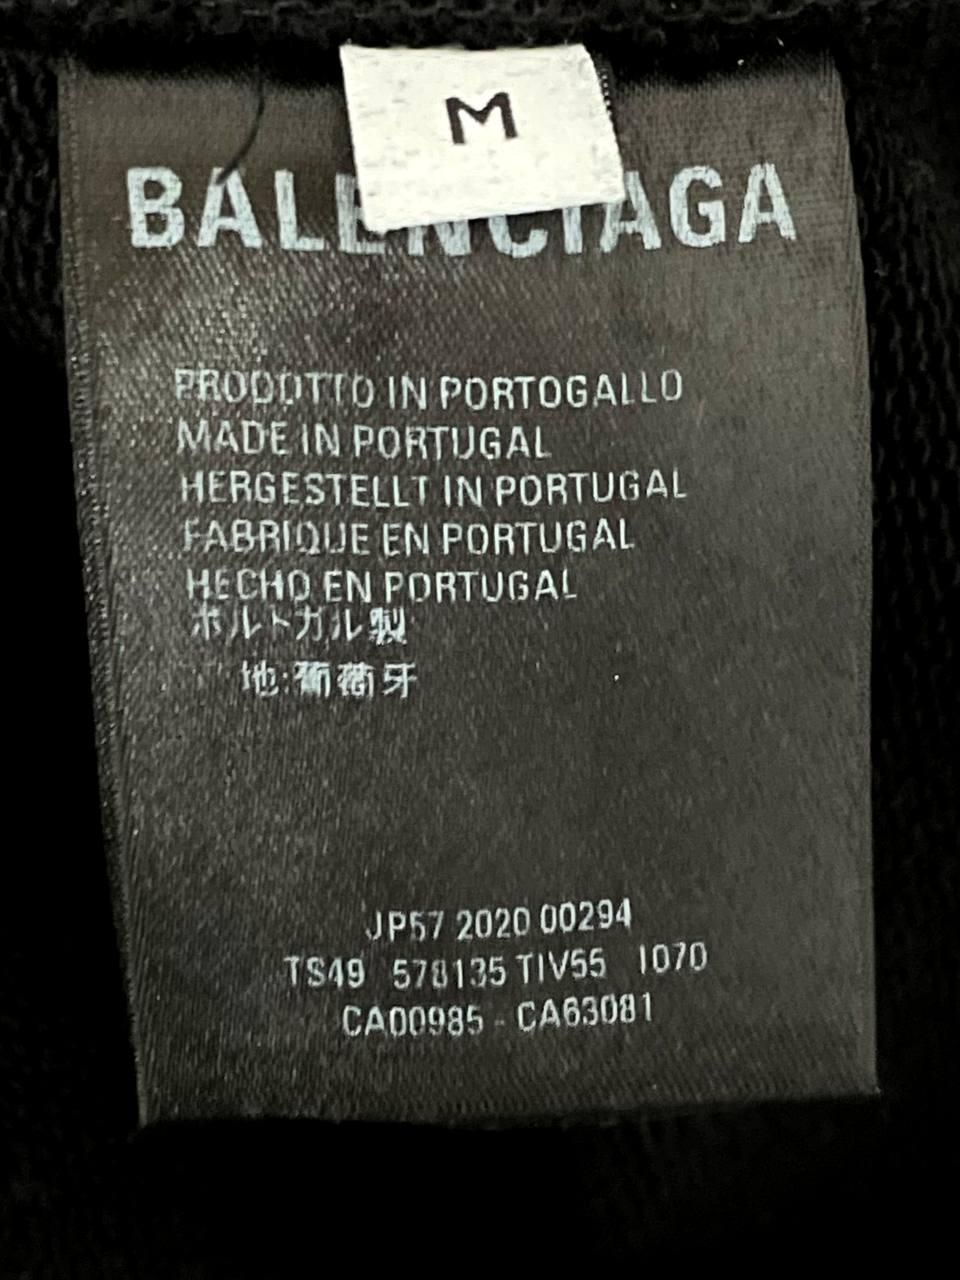 M
BALENCIAGA
PRODOTTO IN PORTOGALLO
MADE IN PORTUGAL
HERGESTELLT IN PORTUGAL
FABRIQUE EN PORTUGAL
HECHO EN PORTUGAL
ポルトガル製
地:葡萄牙
JP57 2020 00294
TS49 578135 TIV55 1070
CA00985 - CA63081